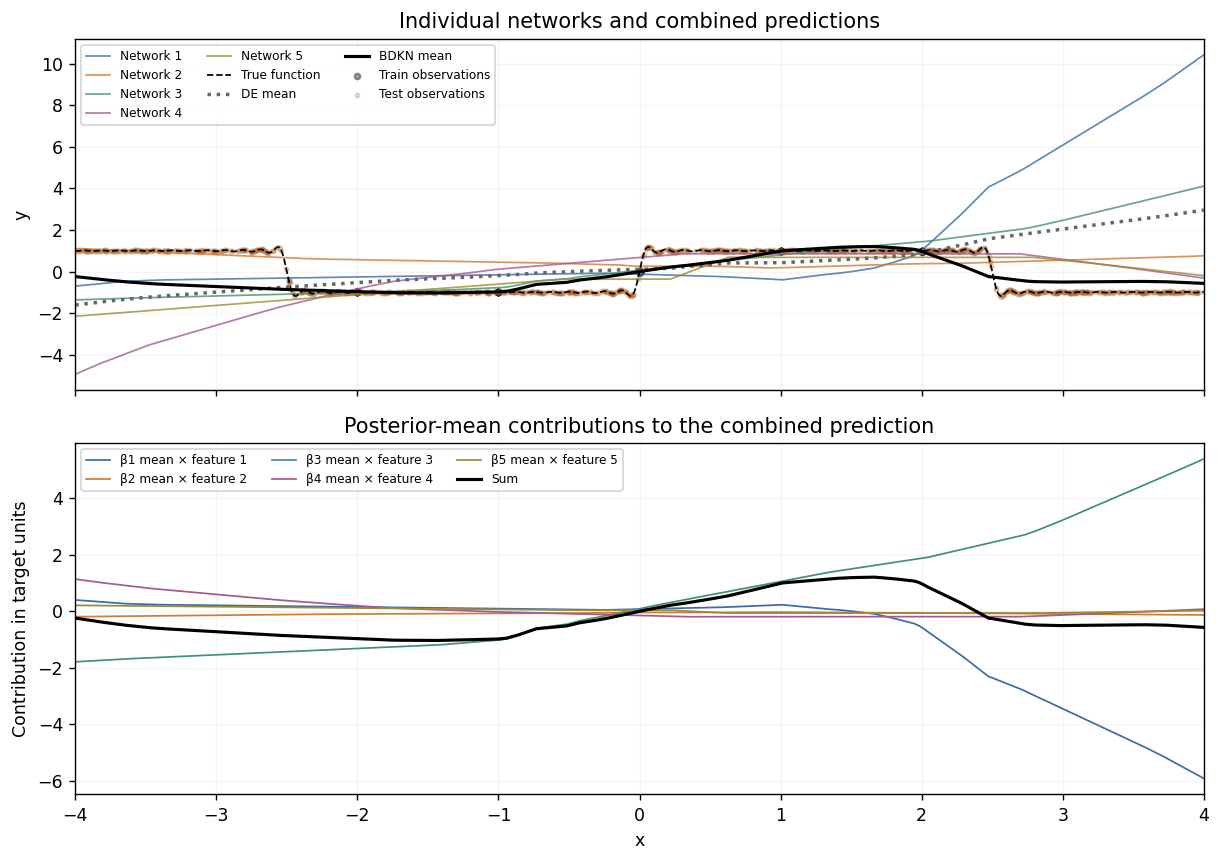 Individual networks and combined predictions
Network 1
Network 2
Network 3
Network 4
Network 5
True function
DE mean
BDKN mean
Train observations
Test observations
10
8
6
4
2
0
−2
−4
y
Posterior-mean contributions to the combined prediction
β1 mean × feature 1
β2 mean × feature 2
β3 mean × feature 3
β4 mean × feature 4
β5 mean × feature 5
Sum
4
2
0
−2
−4
−6
Contribution in target units
−4 −3 −2 −1 0 1 2 3 4
x